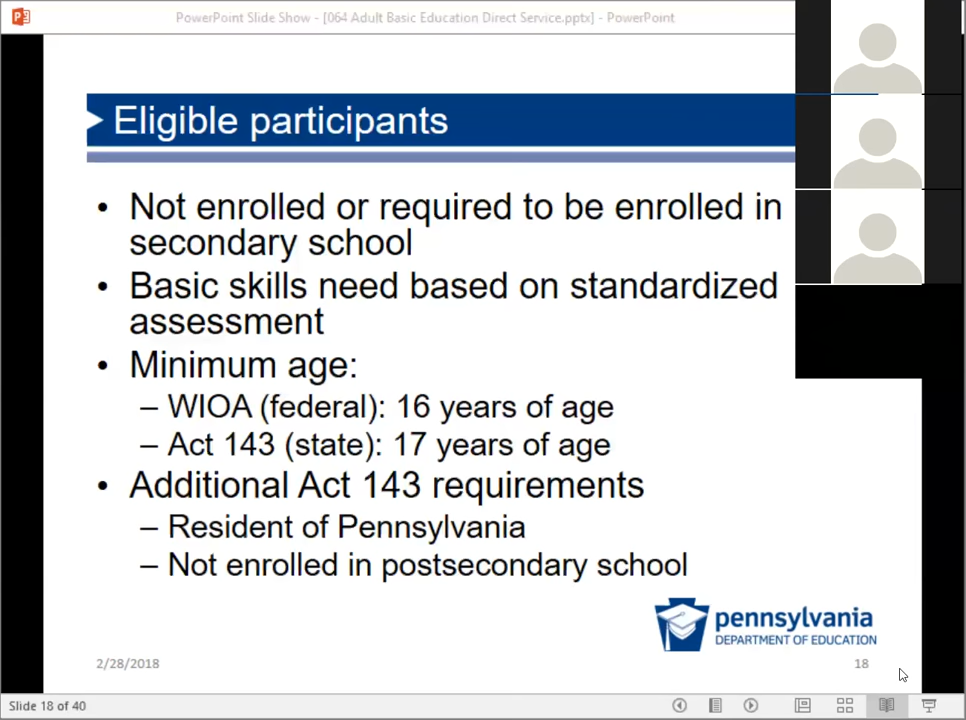 PowerPoint Slide Show - [064 Adult Basic Education Direct Service.pptx] - PowerPoint
Eligible participants
• Not enrolled or required to be enrolled in
secondary school
• Basic skills need based on standardized
assessment
• Minimum age:
– WIOA (federal): 16 years of age
– Act 143 (state): 17 years of age
• Additional Act 143 requirements
– Resident of Pennsylvania
– Not enrolled in postsecondary school
pennsylvania
DEPARTMENT OF EDUCATION
2/28/2018
18
Slide 18 of 40